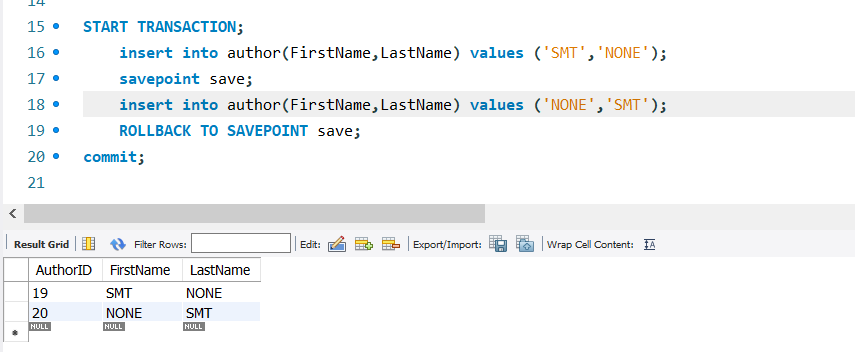 14
15 START TRANSACTION;
16 insert into author(FirstName,LastName) values ('SMT','NONE');
17 savepoint save;
18 insert into author(FirstName,LastName) values ('NONE','SMT');
19 ROLLBACK TO SAVEPOINT save;
20 commit;
21
Result Grid Filter Rows: Edit: Export/Import: Wrap Cell Content: IA
AuthorID FirstName LastName
19 SMT NONE
20 NONE SMT
NULL NULL NULL